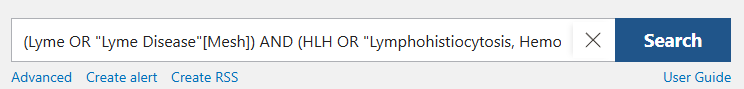 (Lyme OR "Lyme Disease"[Mesh]) AND (HLH OR "Lymphohistiocytosis, Hemo Search
Advanced Create alert Create RSS User Guide